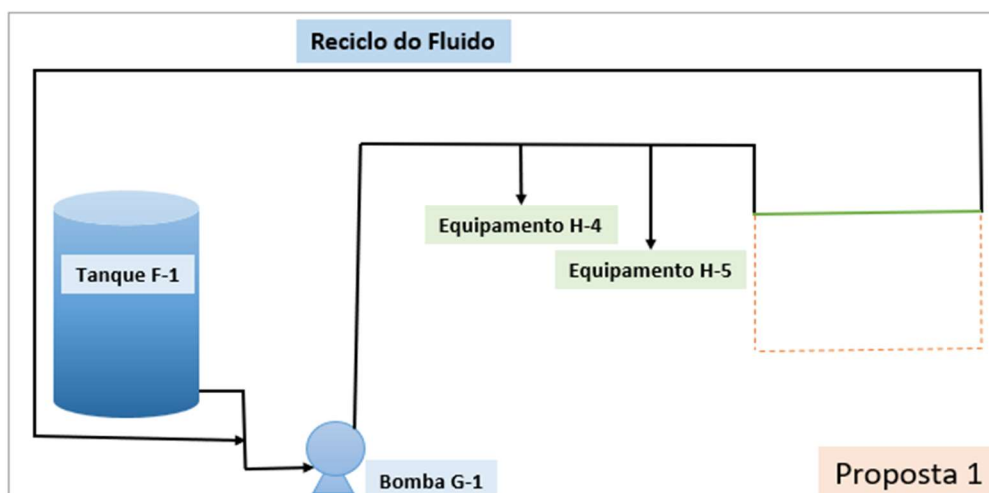 Reciclo do Fluido
Equipamento H-4
Equipamento H-5
Tanque F-1
Bomba G-1
Proposta 1